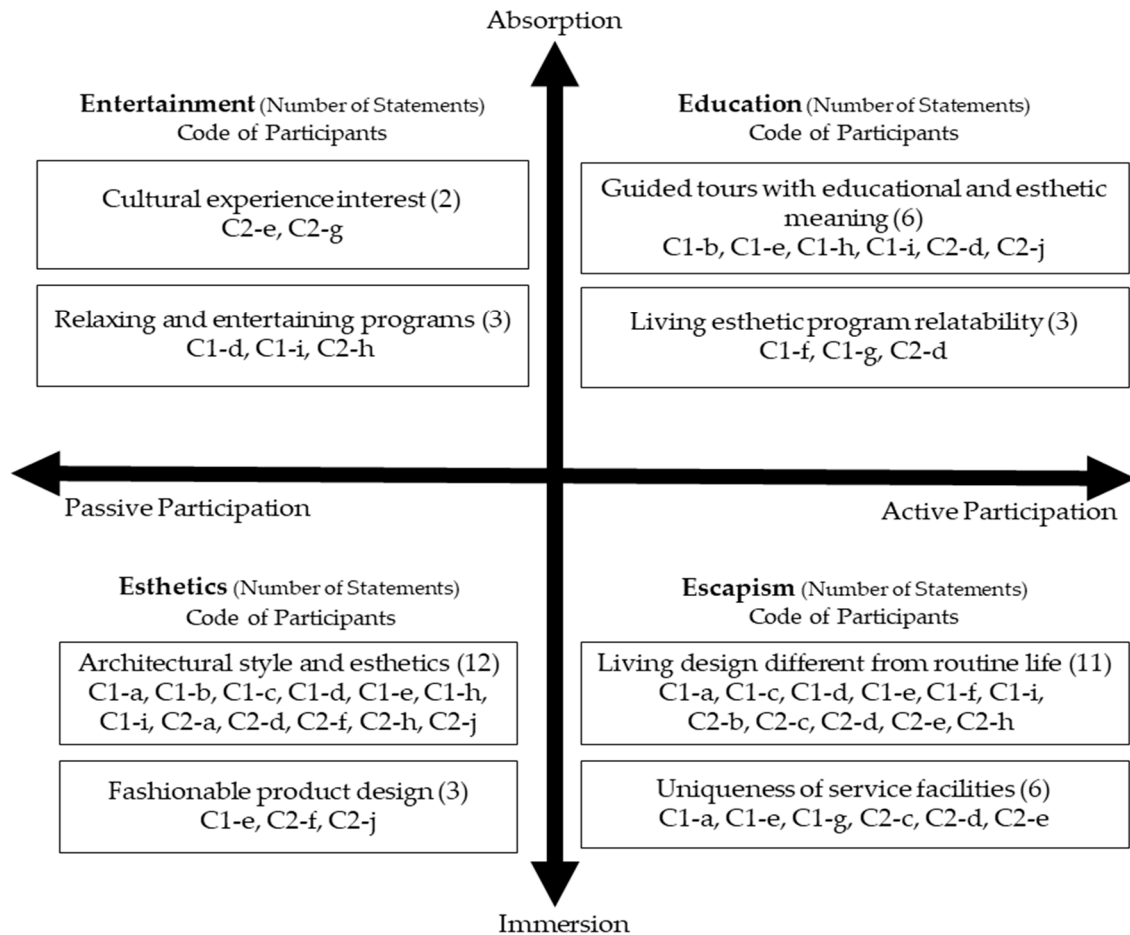 Absorption
Entertainment (Number of Statements)
Code of Participants
Cultural experience interest (2)
C2-e, C2-g
Relaxing and entertaining programs (3)
C1-d, C1-i, C2-h
Education (Number of Statements)
Code of Participants
Guided tours with educational and esthetic
meaning (6)
C1-b, C1-e, C1-h, C1-i, C2-d, C2-j
Living esthetic program relatability (3)
C1-f, C1-g, C2-d
Passive Participation
Active Participation
Esthetics (Number of Statements)
Code of Participants
Architectural style and esthetics (12)
C1-a, C1-b, C1-c, C1-d, C1-e, C1-h,
C1-i, C2-a, C2-d, C2-f, C2-h, C2-j
Fashionable product design (3)
C1-e, C2-f, C2-j
Escapism (Number of Statements)
Code of Participants
Living design different from routine life (11)
C1-a, C1-c, C1-d, C1-e, C1-f, C1-i,
C2-b, C2-c, C2-d, C2-e, C2-h
Uniqueness of service facilities (6)
C1-a, C1-e, C1-g, C2-c, C2-d, C2-e
Immersion